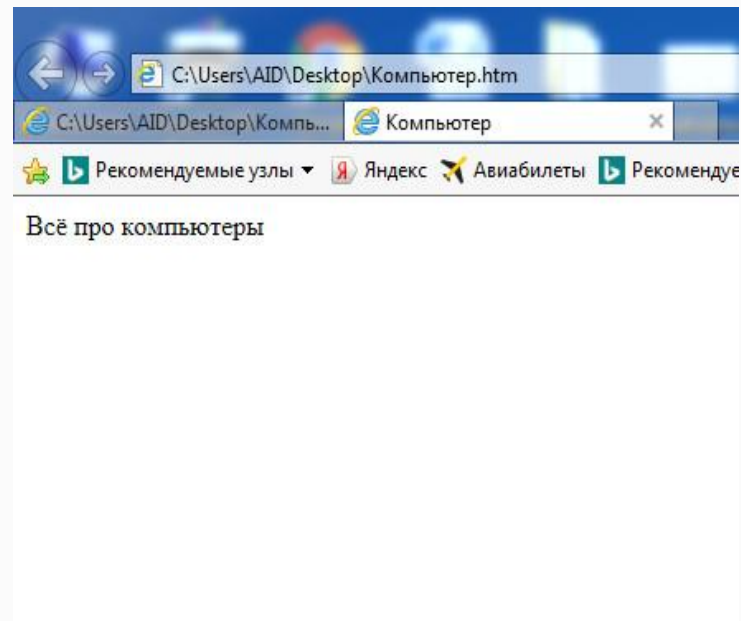 C:\Users\AID\Desktop\Компьютер.htm
C:\Users\AID\Desktop\Компь... Компьютер
Рекомендуемые узлы Яндекс Авиабилеты Рекомендуе
Всё про компьютеры